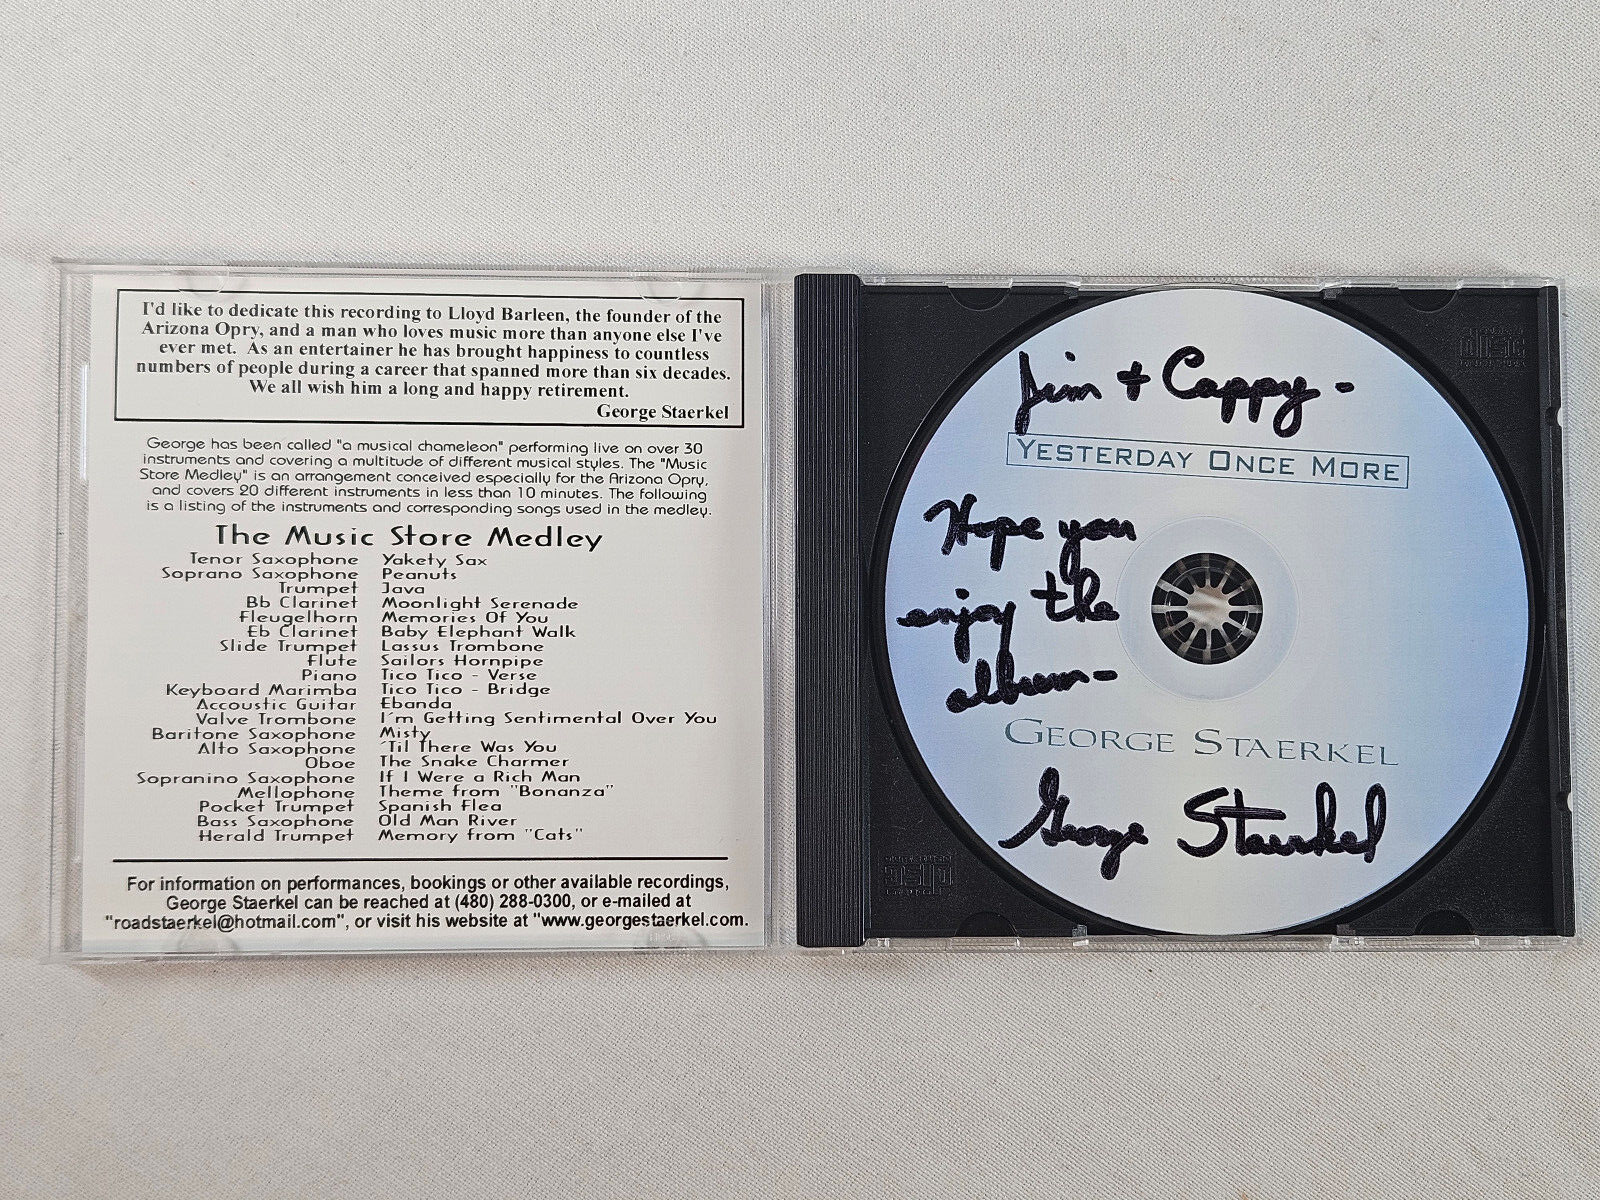 I'd like to dedicate this recording to Lloyd Barleen, the founder of the
Arizona Opry, and a man who loves music more than anyone else I've
ever met. As an entertainer he has brought happiness to countless
numbers of people during a career that spanned more than six decades.
We all wish him a long and happy retirement.
George Staerkel
George has been called "a musical chameleon" performing live on over 30
instruments and covering a multitude of different musical styles. The "Music
Store Medley" is an arrangement conceived especially for the Arizona Opry,
and covers 20 different instruments in less than 10 minutes. The following
is a listing of the instruments and corresponding songs used in the medley.
The Music Store Medley
Tenor Saxophone Yakety Sax
Soprano Saxophone Peanuts
Trumpet Java
Bb Clarinet Moonlight Serenade
Fleugelhorn Memories Of You
Eb Clarinet Baby Elephant Walk
Slide Trumpet Lassus Trombone
Flute Sailors Hornpipe
Piano Tico Tico - Verse
Keyboard Marimba Tico Tico - Bridge
Accoustic Guitar Ebanda
Valve Trombone I'm Getting Sentimental Over You
Baritone Saxophone Misty
Alto Saxophone 'Til There Was You
Oboe The Snake Charmer
Sopranino Saxophone If I Were a Rich Man
Mellophone Theme from "Bonanza"
Pocket Trumpet Spanish Flea
Bass Saxophone Old Man River
Herald Trumpet Memory from "Cats"
For information on performances, bookings or other available recordings,
George Staerkel can be reached at (480) 288-0300, or e-mailed at
"roadstaerkel@hotmail.com", or visit his website at "www.georgestaerkel.com.
Jim + Cappy -
Yesterday Once More
Hope you
enjoy the
album-
George Staerkel
George Staerkel
disc
disc